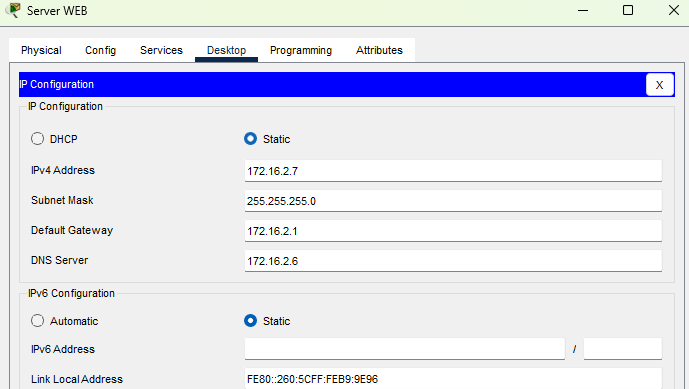 Server WEB
Physical Config Services Desktop Programming Attributes
IP Configuration X
IP Configuration
DHCP Static
IPv4 Address 172.16.2.7
Subnet Mask 255.255.255.0
Default Gateway 172.16.2.1
DNS Server 172.16.2.6
IPv6 Configuration
Automatic Static
IPv6 Address /
Link Local Address FE80::260:5CFF:FEB9:9E96